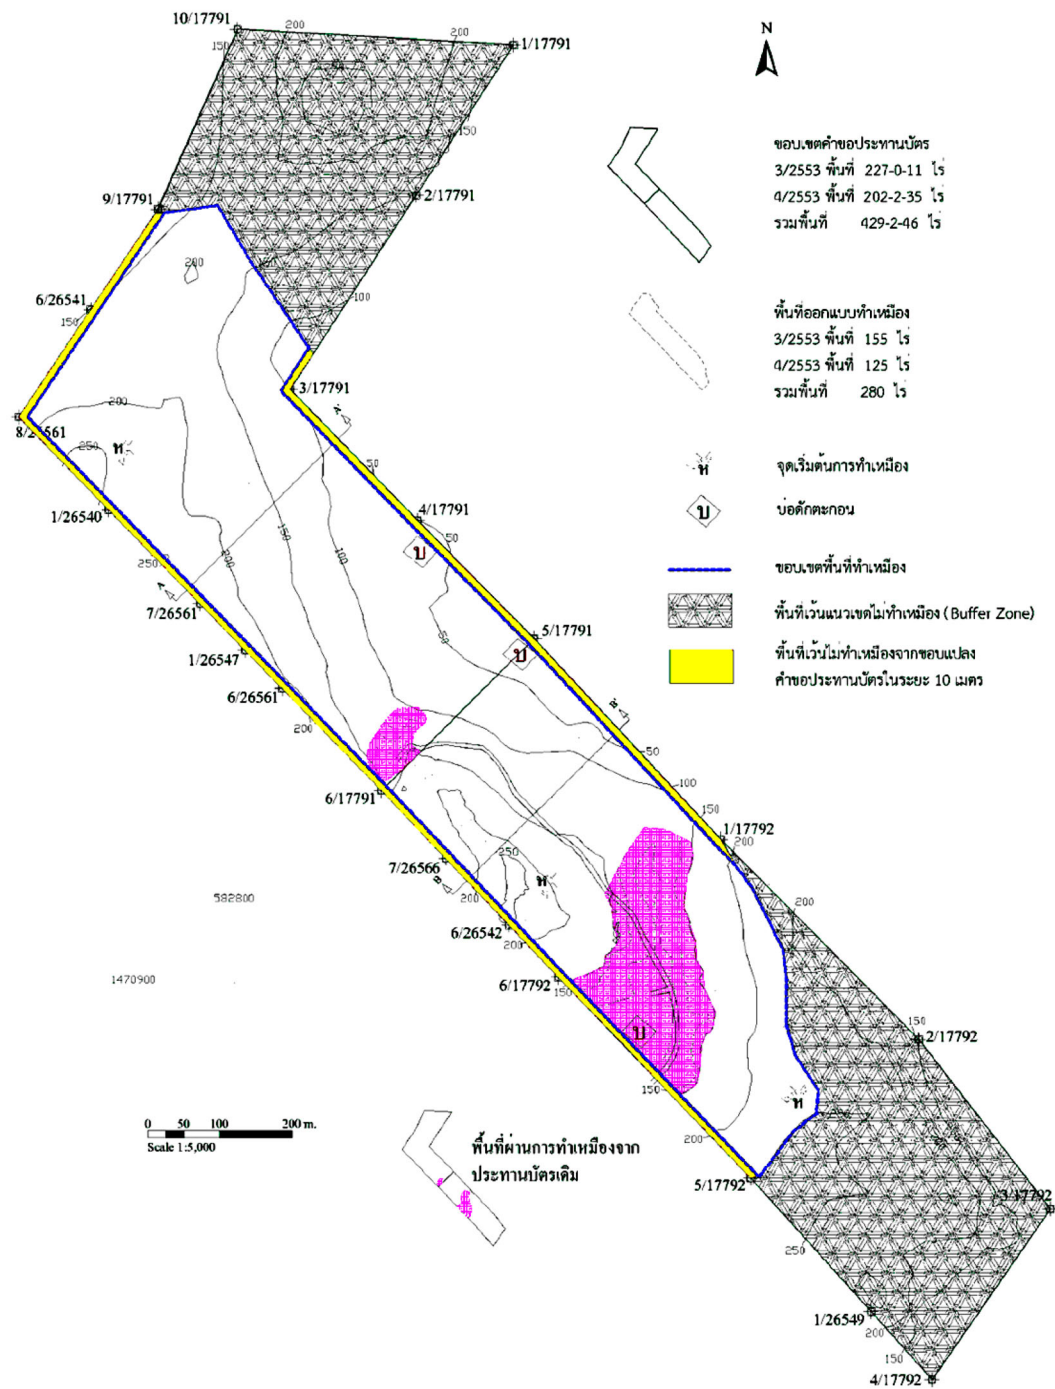 10/17791
200
150
200
1/17791
N
150
ขอบเขตคำขอประทานบัตร
3/2553 พื้นที่ 227-0-11 ไร่
4/2553 พื้นที่ 202-2-35 ไร่
รวมพื้นที่ 429-2-46 ไร่
2/17791
9/17791
200
100
6/26541
150
พื้นที่ออกแบบทำเหมือง
3/2553 พื้นที่ 155 ไร่
4/2553 พื้นที่ 125 ไร่
รวมพื้นที่ 280 ไร่
3/17791
200
8/26561
250
ห
50
ห จุดเริ่มต้นการทำเหมือง
1/26540
4/17791
บ บ่อดักตะกอน
150
100
50
บ
200
250
ขอบเขตพื้นที่ทำเหมือง
A
7/26561
พื้นที่เว้นแนวเขตไม่ทำเหมือง (Buffer Zone)
5/17791
50
1/26547
บ
พื้นที่เว้นไม่ทำเหมืองจากขอบแปลง
คำขอประทานบัตรในระยะ 10 เมตร
6/26561
200
50
100
6/17791
150
1/17792
200
250
7/26566
B
ห
582800
200
200
6/26542
200
1470900
6/17792
150
150
2/17792
บ
150
ห
0 50 100 200 m.
Scale 1:5,000
พื้นที่ผ่านการทำเหมืองจาก
ประทานบัตรเดิม
200
5/17792
3/17792
250
1/26549
200
150
4/17792